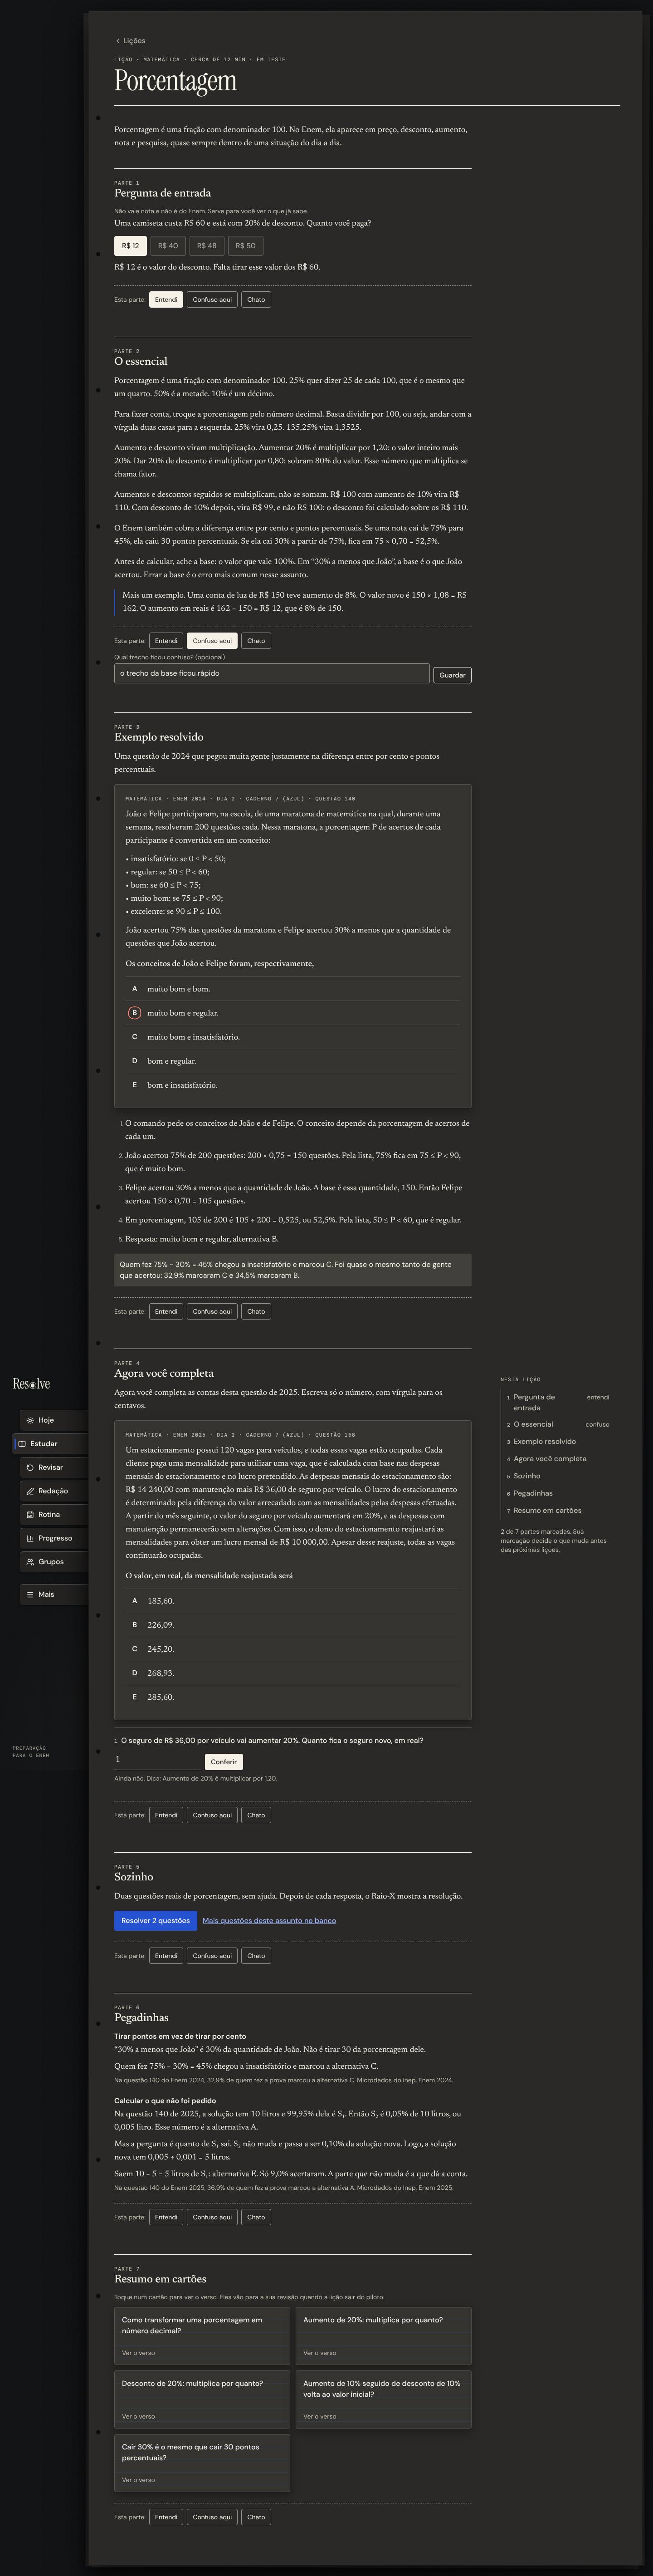 Lições
LIÇÃO · MATEMÁTICA · CERCA DE 12 MIN · EM TESTE
Porcentagem
Porcentagem é uma fração com denominador 100. No Enem, ela aparece em preço, desconto, aumento,
nota e pesquisa, quase sempre dentro de uma situação do dia a dia.
PARTE 1
Pergunta de entrada
Não vale nota e não é do Enem. Serve para você ver o que já sabe.
Uma camiseta custa R$ 60 e está com 20% de desconto. Quanto você paga?
R$ 12
R$ 40
R$ 48
R$ 50
R$ 12 é o valor do desconto. Falta tirar esse valor dos R$ 60.
Esta parte: Entendi Confuso aqui Chato
PARTE 2
O essencial
Porcentagem é uma fração com denominador 100. 25% quer dizer 25 de cada 100, que é o mesmo que
um quarto. 50% é a metade. 10% é um décimo.
Para fazer conta, troque a porcentagem pelo número decimal. Basta dividir por 100, ou seja, andar com a
vírgula duas casas para a esquerda. 25% vira 0,25. 135,25% vira 1,3525.
Aumento e desconto viram multiplicação. Aumentar 20% é multiplicar por 1,20: o valor inteiro mais
20%. Dar 20% de desconto é multiplicar por 0,80: sobram 80% do valor. Esse número que multiplica se
chama fator.
Aumentos e descontos seguidos se multiplicam, não se somam. R$ 100 com aumento de 10% vira R$
110. Com desconto de 10% depois, vira R$ 99, e não R$ 100: o desconto foi calculado sobre os R$ 110.
O Enem também cobra a diferença entre por cento e pontos percentuais. Se uma nota cai de 75% para
45%, ela caiu 30 pontos percentuais. Se ela cai 30% a partir de 75%, fica em 75 × 0,70 = 52,5%.
Antes de calcular, ache a base: o valor que vale 100%. Em “30% a menos que João”, a base é o que João
acertou. Errar a base é o erro mais comum nesse assunto.
Mais um exemplo. Uma conta de luz de R$ 150 teve aumento de 8%. O valor novo é 150 × 1,08 = R$
162. O aumento em reais é 162 − 150 = R$ 12, que é 8% de 150.
Esta parte: Entendi Confuso aqui Chato
Qual trecho ficou confuso? (opcional)
o trecho da base ficou rápido
Guardar
PARTE 3
Exemplo resolvido
Uma questão de 2024 que pegou muita gente justamente na diferença entre por cento e pontos
percentuais.
MATEMÁTICA · ENEM 2024 · DIA 2 · CADERNO 7 (AZUL) · QUESTÃO 140
João e Felipe participaram, na escola, de uma maratona de matemática na qual, durante uma
semana, resolveram 200 questões cada. Nessa maratona, a porcentagem P de acertos de cada
participante é convertida em um conceito:
• insatisfatório: se 0 ≤ P < 50;
• regular: se 50 ≤ P < 60;
• bom: se 60 ≤ P < 75;
• muito bom: se 75 ≤ P < 90;
• excelente: se 90 ≤ P ≤ 100.
João acertou 75% das questões da maratona e Felipe acertou 30% a menos que a quantidade de
questões que João acertou.
Os conceitos de João e Felipe foram, respectivamente,
A muito bom e bom.
B muito bom e regular.
C muito bom e insatisfatório.
D bom e regular.
E bom e insatisfatório.
1. O comando pede os conceitos de João e de Felipe. O conceito depende da porcentagem de acertos de
cada um.
2. João acertou 75% de 200 questões: 200 × 0,75 = 150 questões. Pela lista, 75% fica em 75 ≤ P < 90,
que é muito bom.
3. Felipe acertou 30% a menos que a quantidade de João. A base é essa quantidade, 150. Então Felipe
acertou 150 × 0,70 = 105 questões.
4. Em porcentagem, 105 de 200 é 105 ÷ 200 = 0,525, ou 52,5%. Pela lista, 50 ≤ P < 60, que é regular.
5. Resposta: muito bom e regular, alternativa B.
Quem fez 75% − 30% = 45% chegou a insatisfatório e marcou C. Foi quase o mesmo tanto de gente
que acertou: 32,9% marcaram C e 34,5% marcaram B.
Esta parte: Entendi Confuso aqui Chato
PARTE 4
Agora você completa
Agora você completa as contas desta questão de 2025. Escreva só o número, com vírgula para os
centavos.
MATEMÁTICA · ENEM 2025 · DIA 2 · CADERNO 7 (AZUL) · QUESTÃO 158
Um estacionamento possui 120 vagas para veículos, e todas essas vagas estão ocupadas. Cada
cliente paga uma mensalidade para utilizar uma vaga, que é calculada com base nas despesas
mensais do estacionamento e no lucro pretendido. As despesas mensais do estacionamento são:
R$ 14 240,00 com manutenção mais R$ 36,00 de seguro por veículo. O lucro do estacionamento
é determinado pela diferença do valor arrecadado com as mensalidades pelas despesas efetuadas.
A partir do mês seguinte, o valor do seguro por veículo aumentará em 20%, e as despesas com
manutenção permanecerão sem alterações. Com isso, o dono do estacionamento reajustará as
mensalidades para obter um lucro mensal de R$ 10 000,00. Apesar desse reajuste, todas as vagas
continuarão ocupadas.
O valor, em real, da mensalidade reajustada será
A 185,60.
B 226,09.
C 245,20.
D 268,93.
E 285,60.
1 O seguro de R$ 36,00 por veículo vai aumentar 20%. Quanto fica o seguro novo, em real?
1
Conferir
Ainda não. Dica: Aumento de 20% é multiplicar por 1,20.
Esta parte: Entendi Confuso aqui Chato
PARTE 5
Sozinho
Duas questões reais de porcentagem, sem ajuda. Depois de cada resposta, o Raio-X mostra a resolução.
Resolver 2 questões
Mais questões deste assunto no banco
Esta parte: Entendi Confuso aqui Chato
PARTE 6
Pegadinhas
Tirar pontos em vez de tirar por cento
“30% a menos que João” é 30% da quantidade de João. Não é tirar 30 da porcentagem dele.
Quem fez 75% − 30% = 45% chegou a insatisfatório e marcou a alternativa C.
Na questão 140 do Enem 2024, 32,9% de quem fez a prova marcou a alternativa C. Microdados do Inep, Enem 2024.
Calcular o que não foi pedido
Na questão 140 de 2025, a solução tem 10 litros e 99,95% dela é S₁. Então S₂ é 0,05% de 10 litros, ou
0,005 litro. Esse número é a alternativa A.
Mas a pergunta é quanto de S₁ sai. S₂ não muda e passa a ser 0,10% da solução nova. Logo, a solução
nova tem 0,005 ÷ 0,001 = 5 litros.
Saem 10 − 5 = 5 litros de S₁: alternativa E. Só 9,0% acertaram. A parte que não muda é a que dá a conta.
Na questão 140 do Enem 2025, 36,9% de quem fez a prova marcou a alternativa A. Microdados do Inep, Enem 2025.
Esta parte: Entendi Confuso aqui Chato
PARTE 7
Resumo em cartões
Toque num cartão para ver o verso. Eles vão para a sua revisão quando a lição sair do piloto.
Como transformar uma porcentagem em
número decimal?
Ver o verso
Aumento de 20%: multiplica por quanto?
Ver o verso
Desconto de 20%: multiplica por quanto?
Ver o verso
Aumento de 10% seguido de desconto de 10%
volta ao valor inicial?
Ver o verso
Cair 30% é o mesmo que cair 30 pontos
percentuais?
Ver o verso
Esta parte: Entendi Confuso aqui Chato
Resolve
Hoje
Estudar
Revisar
Redação
Rotina
Progresso
Grupos
Mais
PREPARAÇÃO
PARA O ENEM
NESTA LIÇÃO
1 Pergunta de
entrada
entendi
2 O essencial confuso
3 Exemplo resolvido
4 Agora você completa
5 Sozinho
6 Pegadinhas
7 Resumo em cartões
2 de 7 partes marcadas. Sua
marcação decide o que muda antes
das próximas lições.